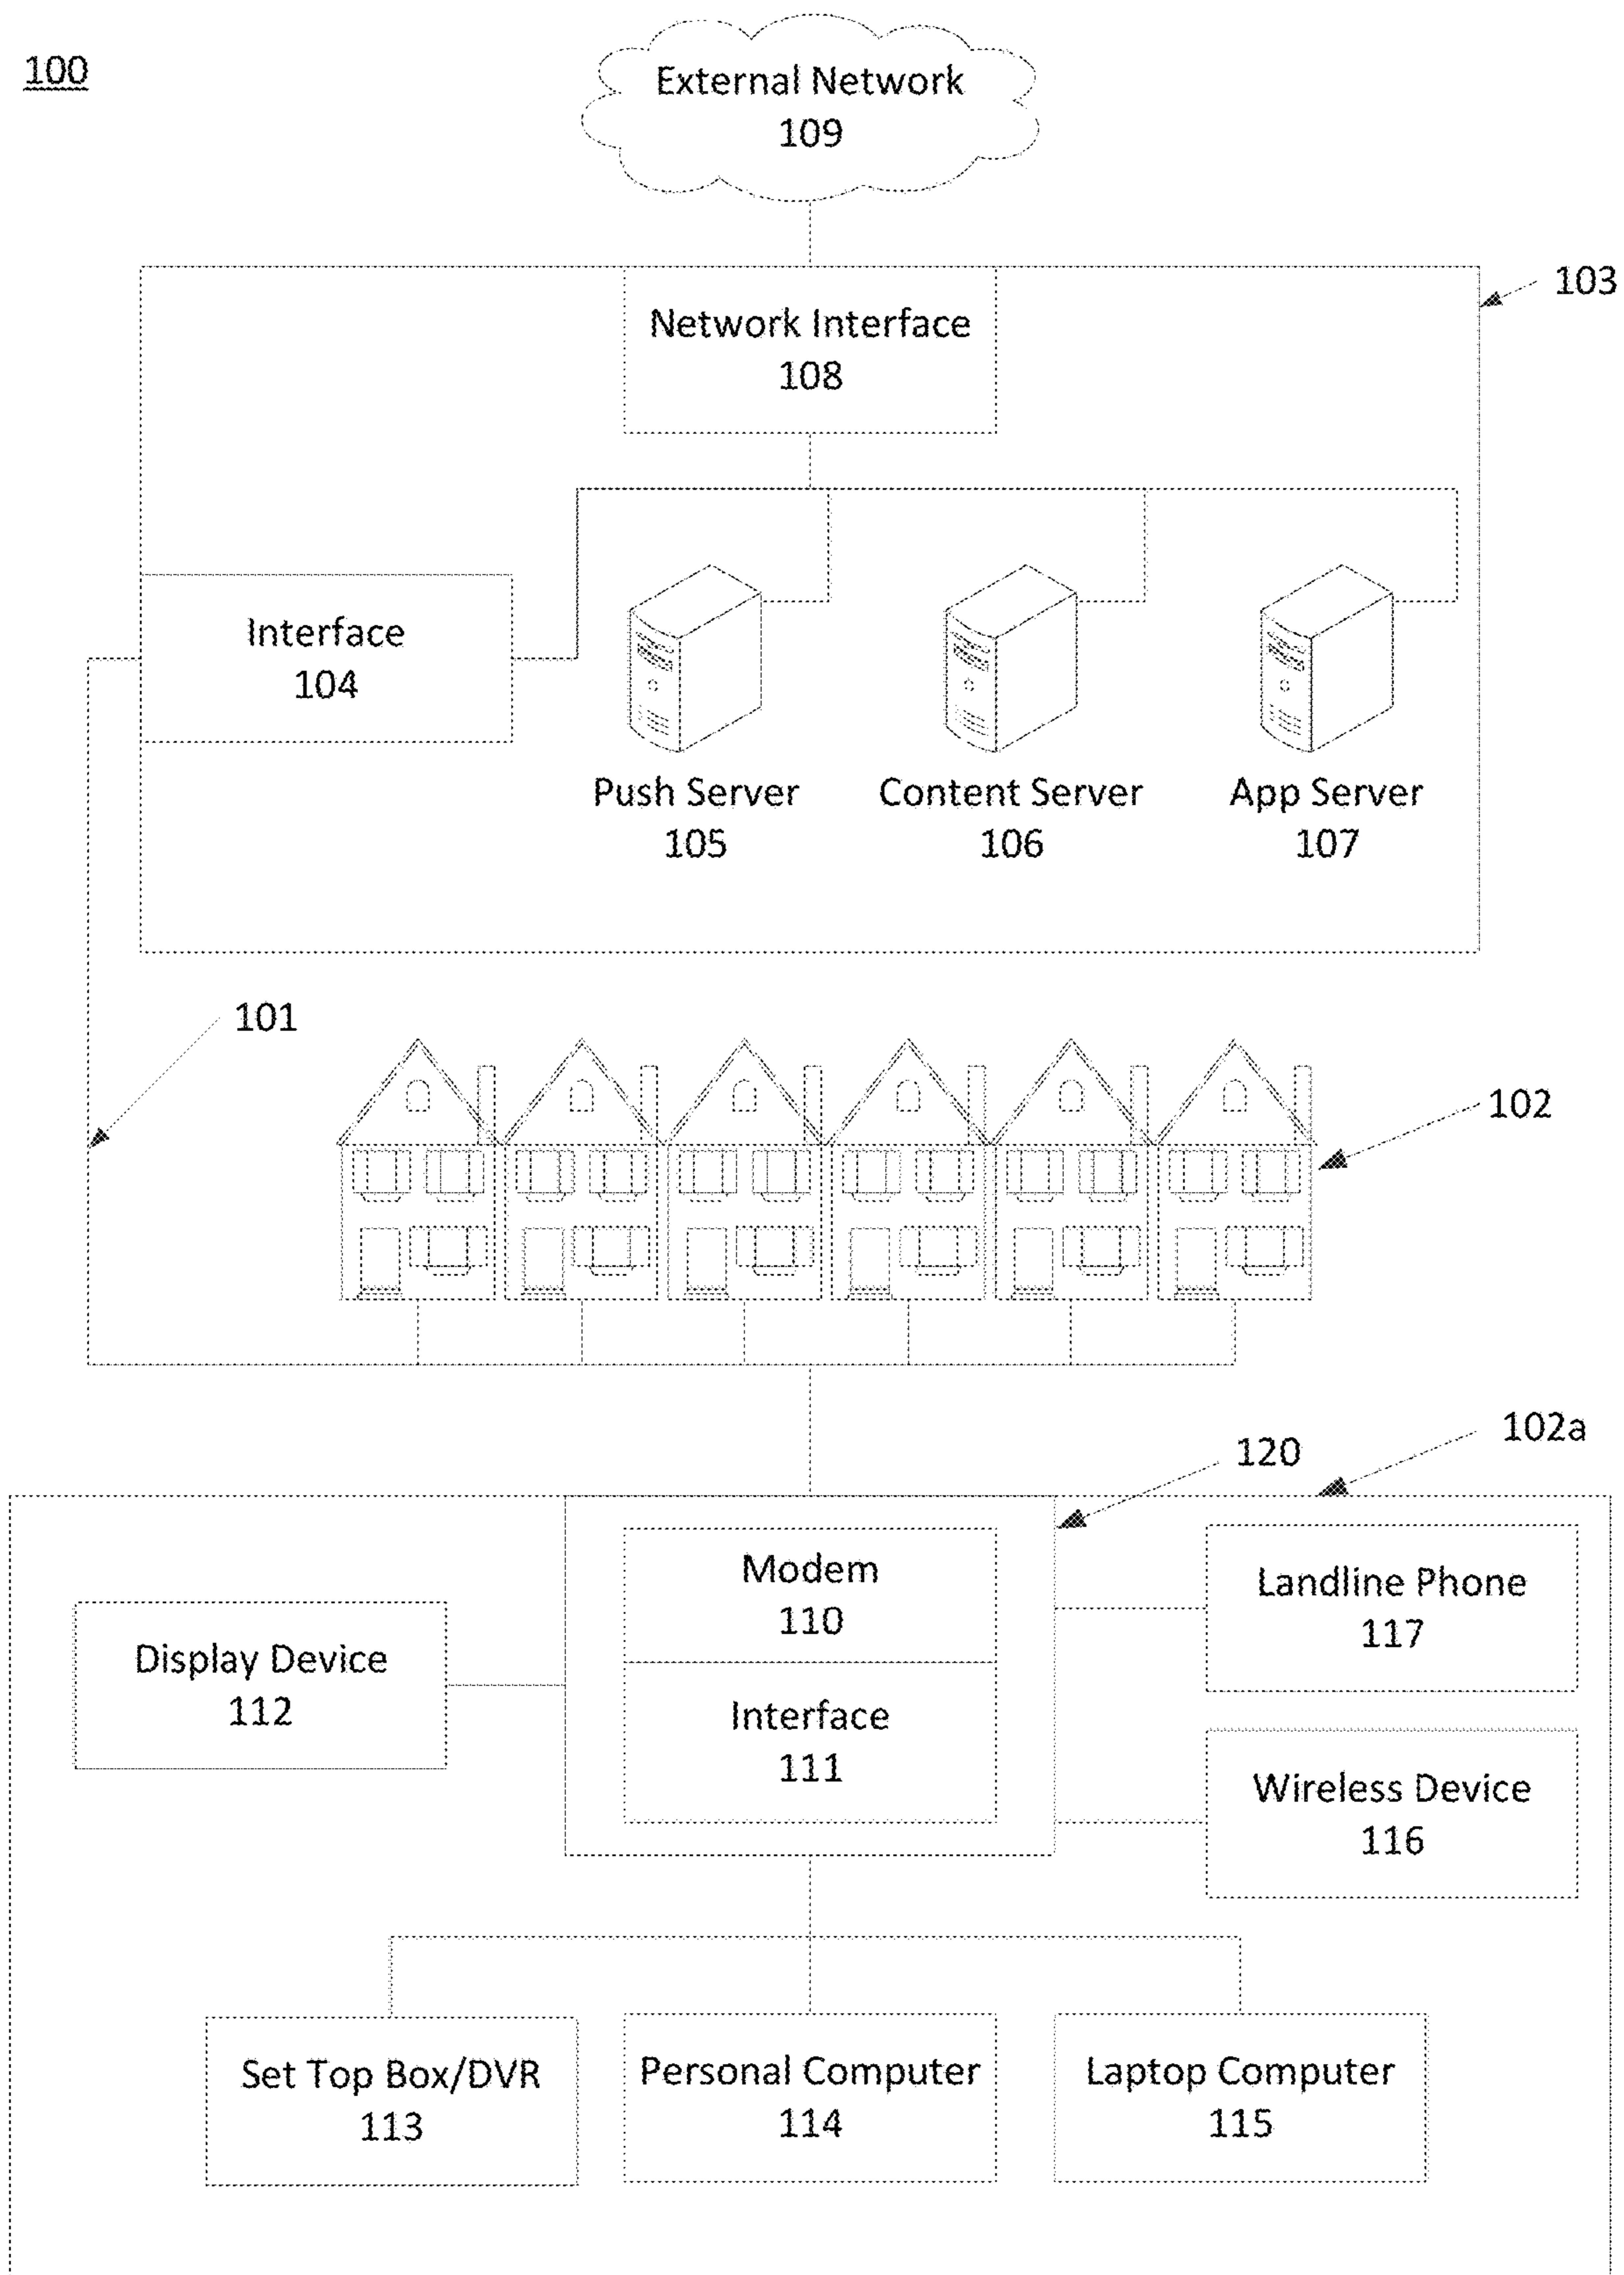 100
External Network
109
103
Network Interface
108
Interface
104
Push Server
105
Content Server
106
App Server
107
101
102
102a
120
Modem
110
Landline Phone
117
Display Device
112
Interface
111
Wireless Device
116
Set Top Box/DVR
113
Personal Computer
114
Laptop Computer
115